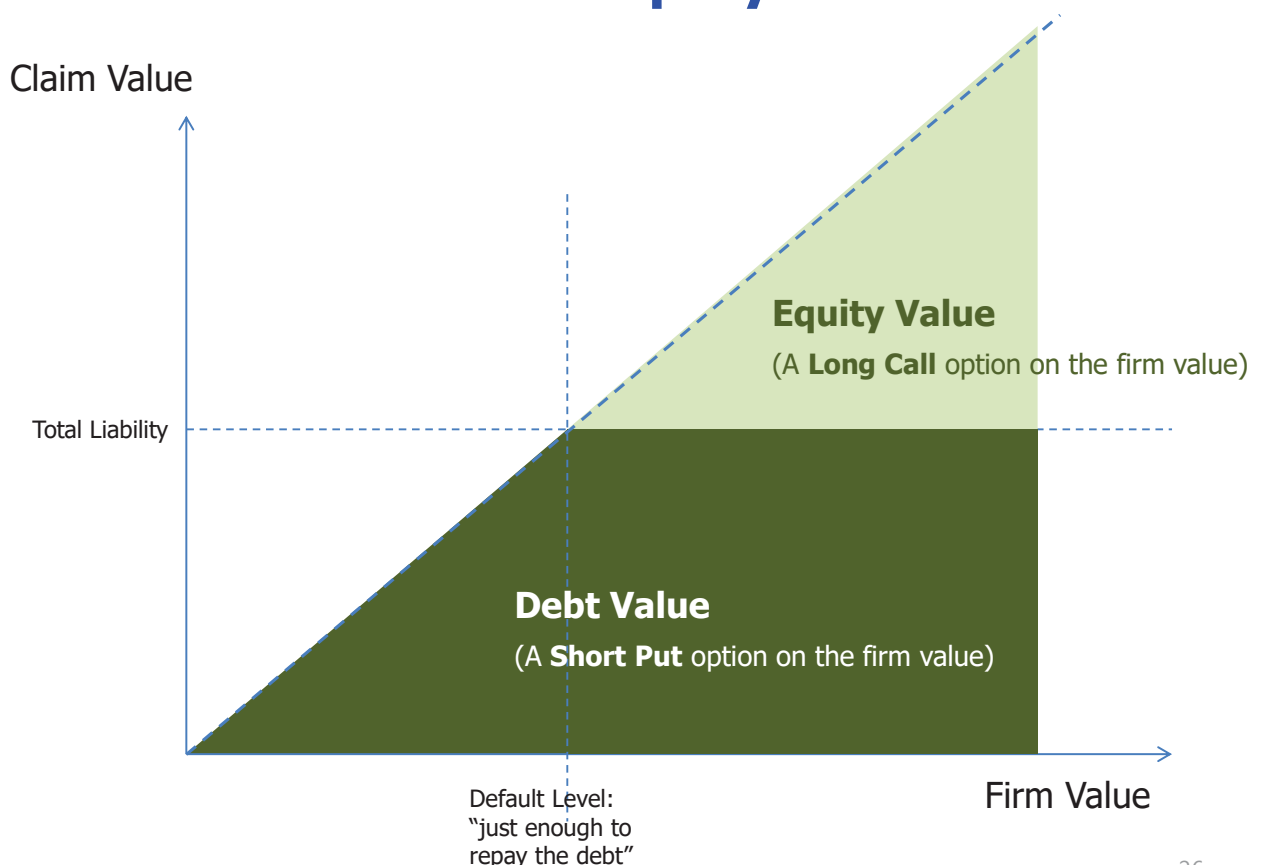 Claim Value
Equity Value
(A Long Call option on the firm value)
Total Liability
Debt Value
(A Short Put option on the firm value)
Default Level:
“just enough to
repay the debt”
Firm Value